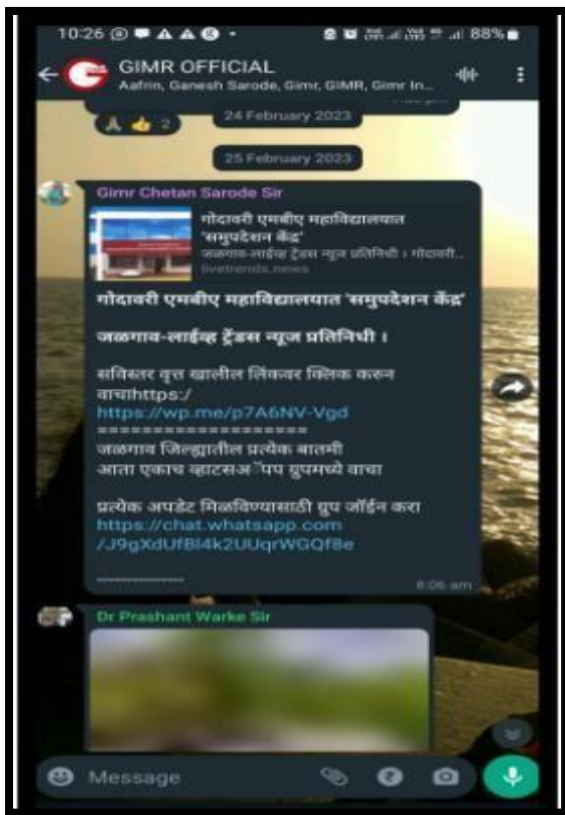 10:26
88%
GIMR OFFICIAL
Aafrin, Ganesh Sarode, Gimr, GIMR, Gimr In...
2
24 February 2023
25 February 2023
Gimr Chetan Sarode Sir
गोदावरी एमबीए महाविद्यालयात
'समुपदेशन केंद्र'
जळगाव-लाईव्ह ट्रेंडस न्यूज प्रतिनिधी । गोदावरी..
livetrends.news
गोदावरी एमबीए महाविद्यालयात 'समुपदेशन केंद्र'
जळगाव-लाईव्ह ट्रेंडस न्यूज प्रतिनिधी ।
सविस्तर वृत्त खालील लिंकवर क्लिक करुन
वाचाhttps:/
https://wp.me/p7A6NV-Vgd
===================
जळगाव जिल्ह्यातील प्रत्येक बातमी
आता एकाच व्हाटसॲप ग्रुपमध्ये वाचा
प्रत्येक अपडेट मिळविण्यासाठी ग्रुप जॉईन करा
https://chat.whatsapp.com
/J9gXdUfBl4k2UUqrWGQf8e
--------------
8:06 am
Dr Prashant Warke Sir
Message